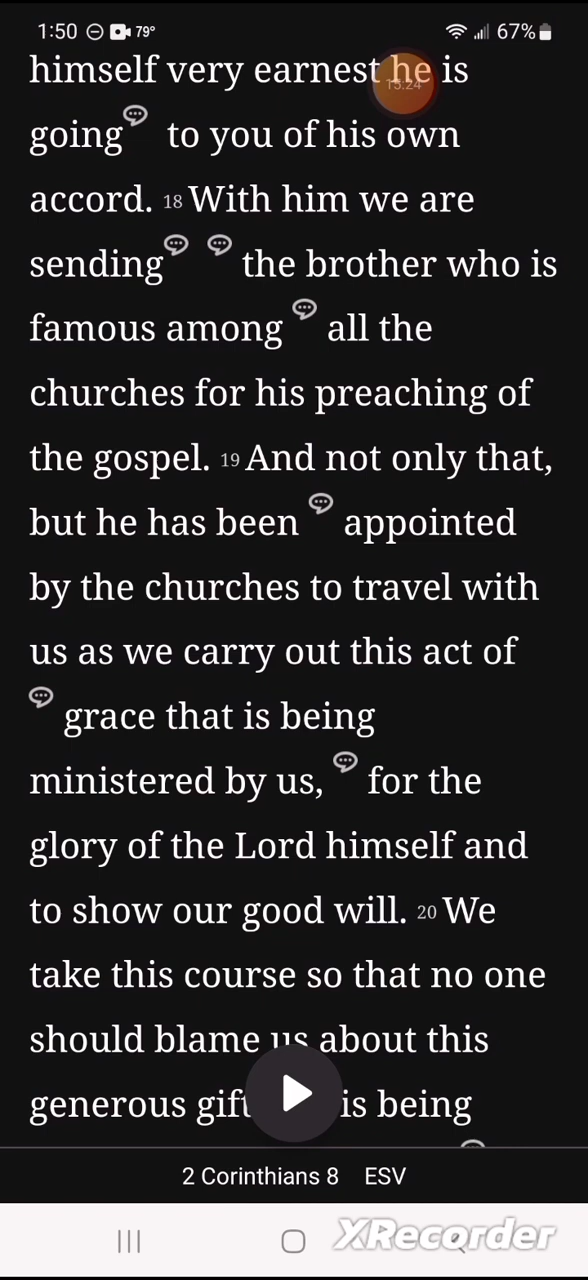 1:50 79° 67%
himself very earnest he is
15:24
going to you of his own
accord. 18 With him we are
sending the brother who is
famous among all the
churches for his preaching of
the gospel. 19 And not only that,
but he has been appointed
by the churches to travel with
us as we carry out this act of
grace that is being
ministered by us, for the
glory of the Lord himself and
to show our good will. 20 We
take this course so that no one
should blame us about this
generous gift is being
2 Corinthians 8 ESV
XRecorder